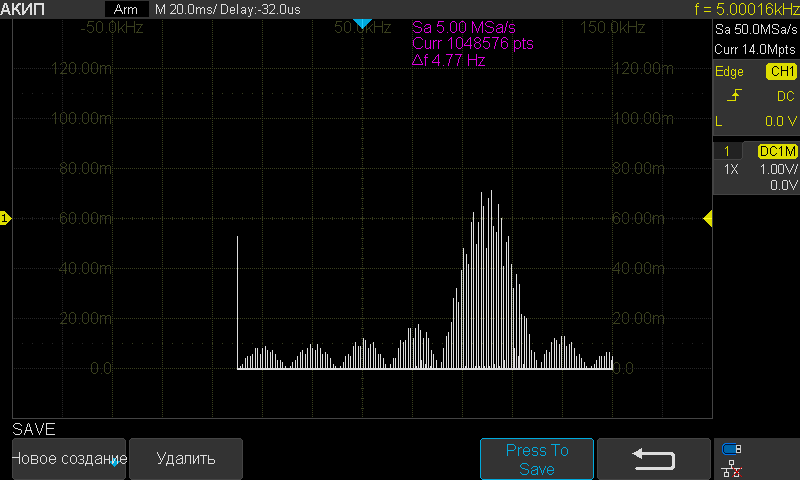 АКИП Arm M 20.0ms/ Delay:-32.0us f = 5.00016kHz
-50.0kHz 50.0kHz 150.0kHz
Sa 5.00 MSa/s
Curr 1048576 pts
Δf 4.77 Hz
Sa 50.0MSa/s
Curr 14.0Mpts
Edge CH1
DC
L 0.0 V
1 DC1M
1X 1.00V/
0.0V
120.00m 120.00m
100.00m 100.00m
80.00m 80.00m
1 60.00m 60.00m
40.00m 40.00m
20.00m 20.00m
0.0 0.0
SAVE
Новое создание
Удалить
Press To
Save